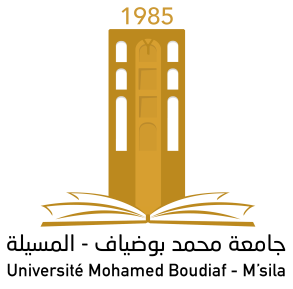 1985
جامعة محمد بوضياف - المسيلة
Université Mohamed Boudiaf - M'sila